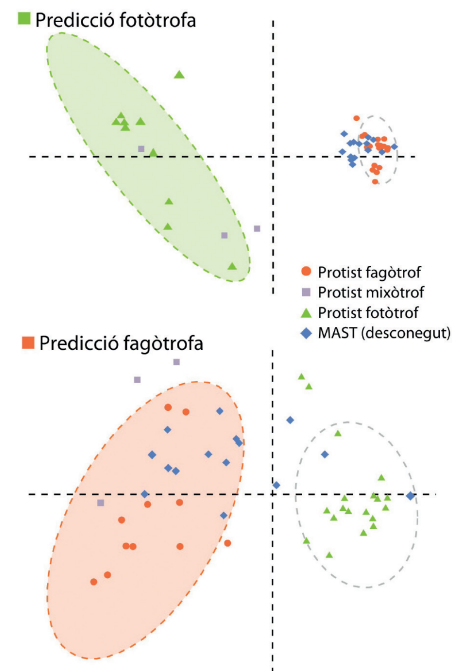 Predicció fotòtrofa
Protist fagòtrof
Protist mixòtrof
Protist fotòtrof
MAST (desconegut)
Predicció fagòtrofa